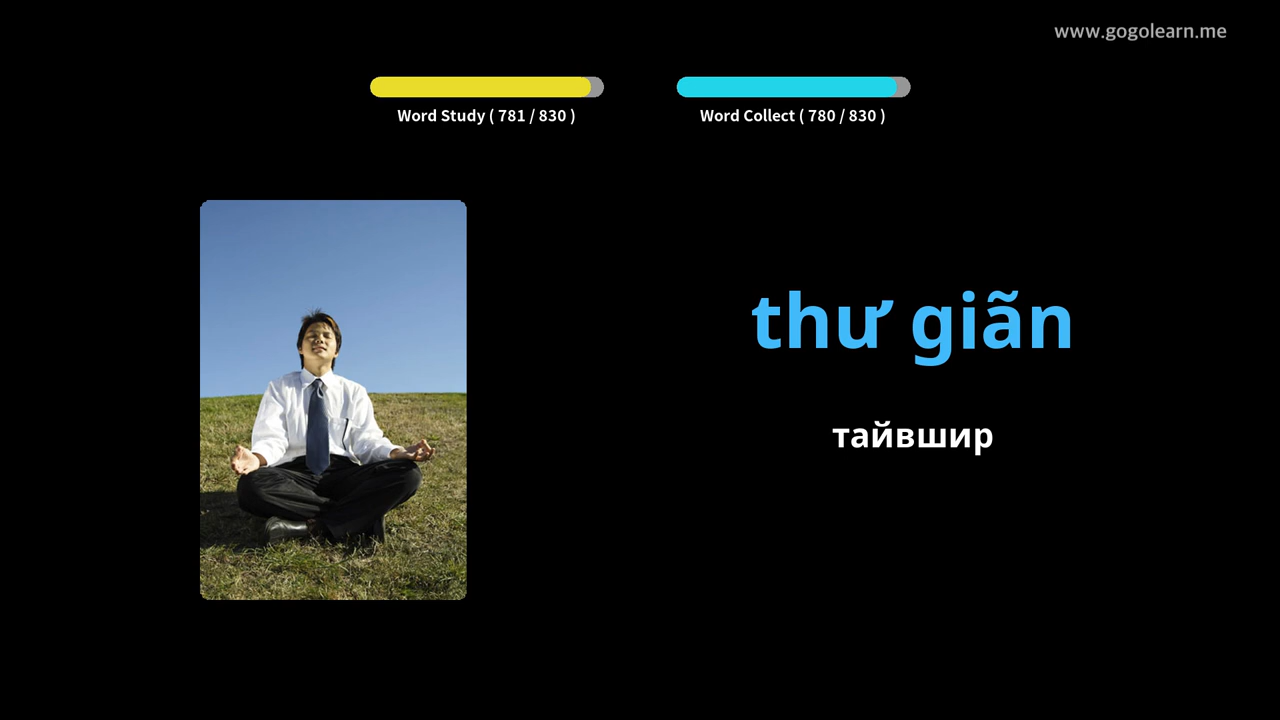 www.gogolearn.me
Word Study ( 781 / 830 )
Word Collect ( 780 / 830 )
thư giãn
тайвшир